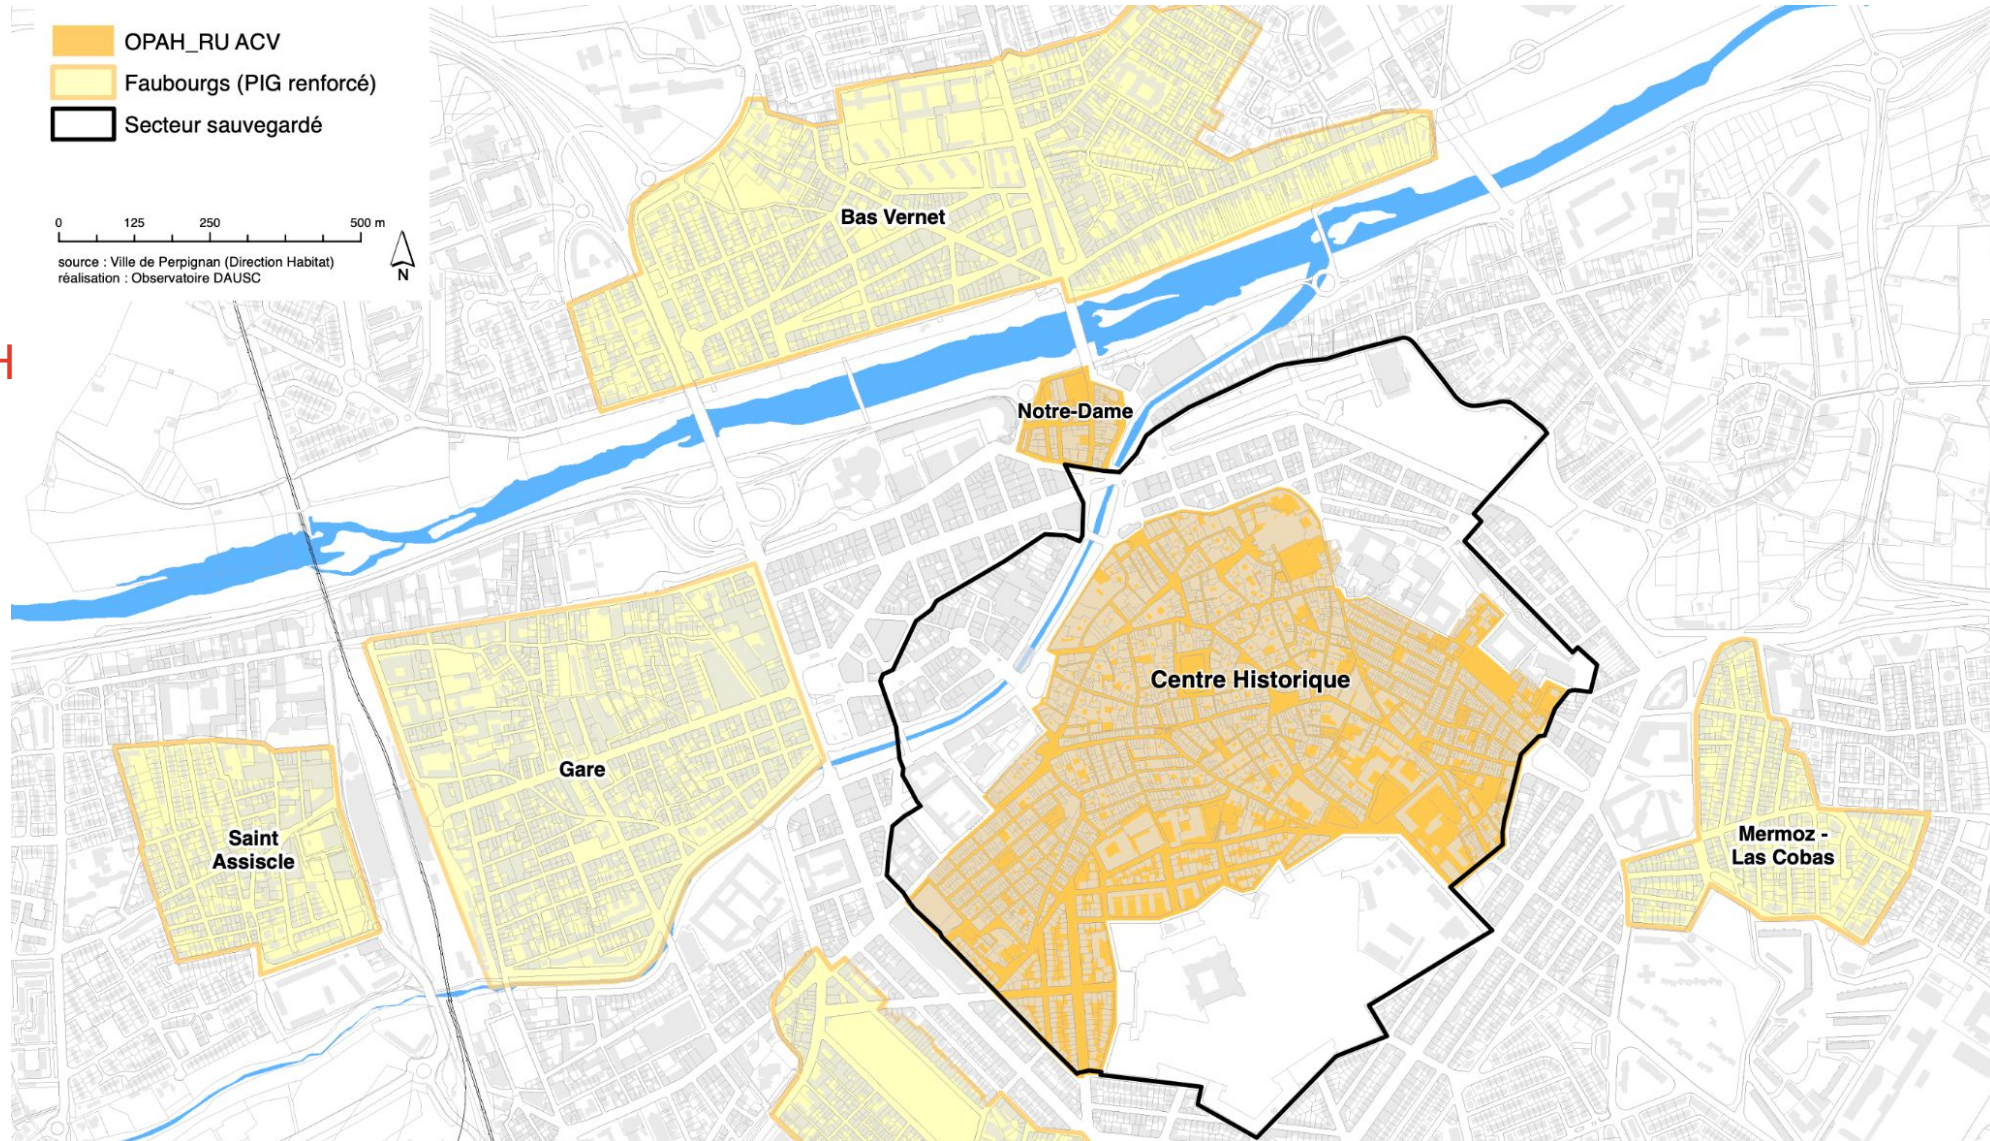 OPAH_RU ACV
Faubourgs (PIG renforcé)
Secteur sauvegardé
0 125 250 500 m
source : Ville de Perpignan (Direction Habitat)
réalisation : Observatoire DAUSC
N
Bas Vernet
Notre-Dame
Centre Historique
Gare
Saint
Assiscle
Mermoz -
Las Cobas